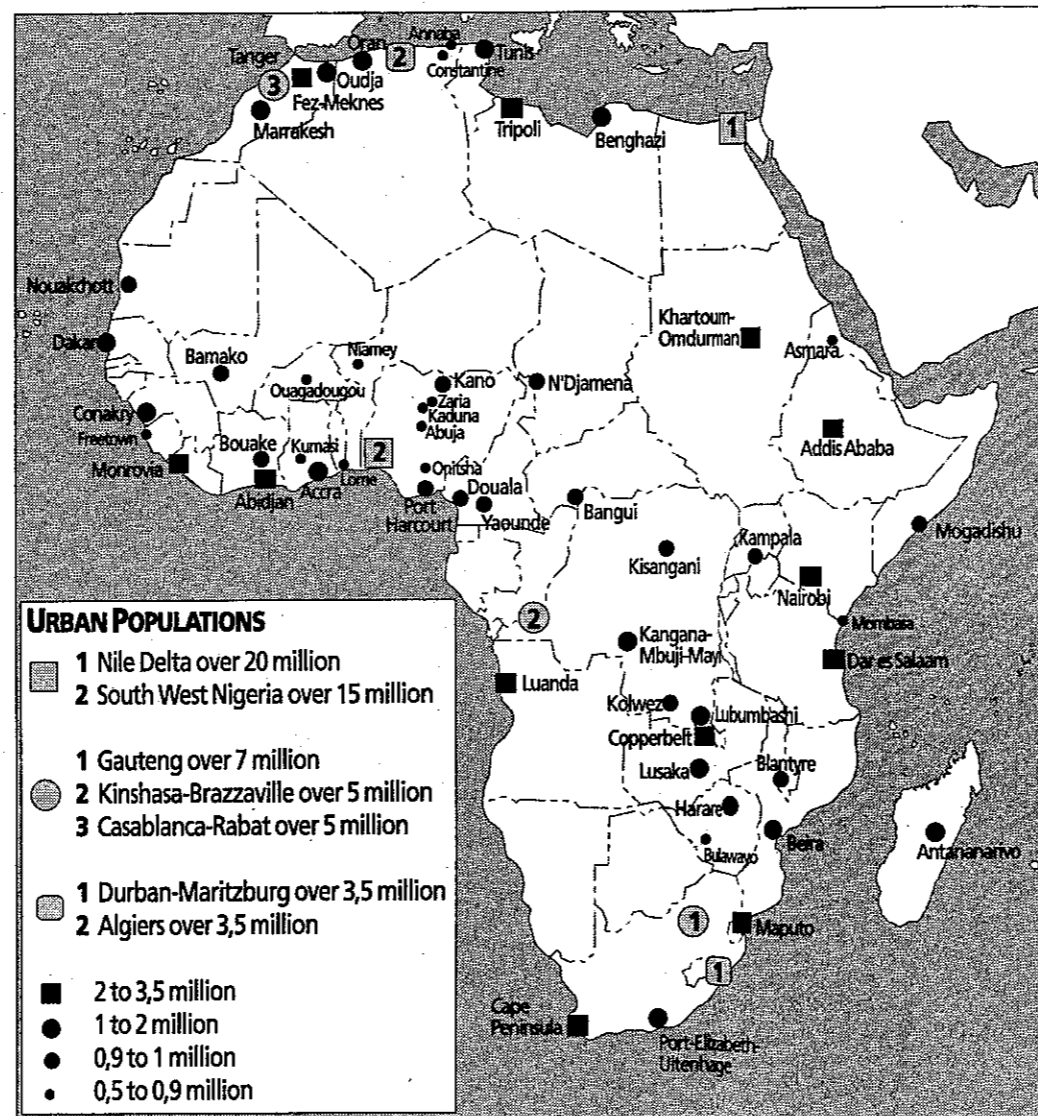 Annaba
Oran
2
Tunis
Tanger
Constantine
3
Oudja
Fez-Meknes
Marrakesh
Tripoli
Benghazi
1
Nouakchott
Khartoum-
Omdurman
Dakar
Asmara
Bamako
Niamey
Ouagadougou
Kano
N'Djamena
Zaria
Kaduna
Abuja
Conakry
Freetown
Addis Ababa
Bouake
Kumasi
2
Monrovia
Onitsha
Abidjan
Accra
Lome
Douala
Port
Harcourt
Yaounde
Bangui
Mogadishu
Kampala
Kisangani
Nairobi
2
Mombasa
Kangana-
Mbuji-Mayi
Dar es Salaam
Luanda
Kolwezi
Lubumbashi
Copperbelt
Lusaka
Blantyre
Harare
Beira
Bulawayo
Antananarivo
1
Maputo
1
Cape
Peninsula
Port-Elizabeth-
Uitenhage
URBAN POPULATIONS
1 Nile Delta over 20 million
2 South West Nigeria over 15 million
1 Gauteng over 7 million
2 Kinshasa-Brazzaville over 5 million
3 Casablanca-Rabat over 5 million
1 Durban-Maritzburg over 3,5 million
2 Algiers over 3,5 million
2 to 3,5 million
1 to 2 million
0,9 to 1 million
0,5 to 0,9 million